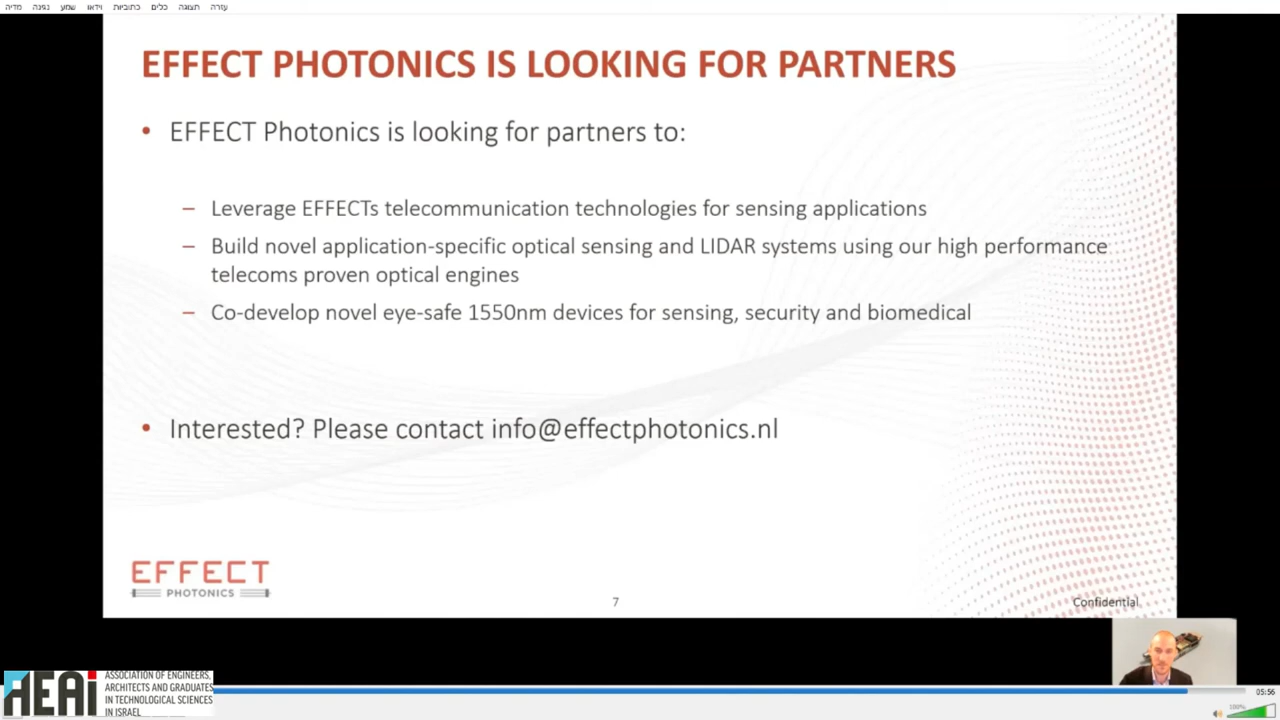 מדיה נגינה שמע וידאו כתוביות כלים תצוגה עזרה
EFFECT PHOTONICS IS LOOKING FOR PARTNERS
• EFFECT Photonics is looking for partners to:
– Leverage EFFECTs telecommunication technologies for sensing applications
– Build novel application-specific optical sensing and LIDAR systems using our high performance
telecoms proven optical engines
– Co-develop novel eye-safe 1550nm devices for sensing, security and biomedical
• Interested? Please contact info@effectphotonics.nl
EFFECT
PHOTONICS
7
Confidential
AEAi
ASSOCIATION OF ENGINEERS,
ARCHITECTS AND GRADUATES
IN TECHNOLOGICAL SCIENCES
IN ISRAEL
05:56
100%